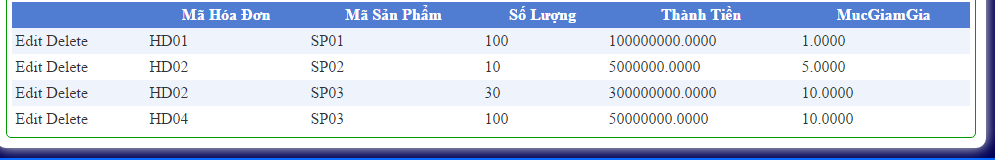 Mã Hóa Đơn Mã Sản Phẩm Số Lượng Thành Tiền MucGiamGia
Edit Delete HD01 SP01 100 100000000.0000 1.0000
Edit Delete HD02 SP02 10 5000000.0000 5.0000
Edit Delete HD02 SP03 30 300000000.0000 10.0000
Edit Delete HD04 SP03 100 50000000.0000 10.0000